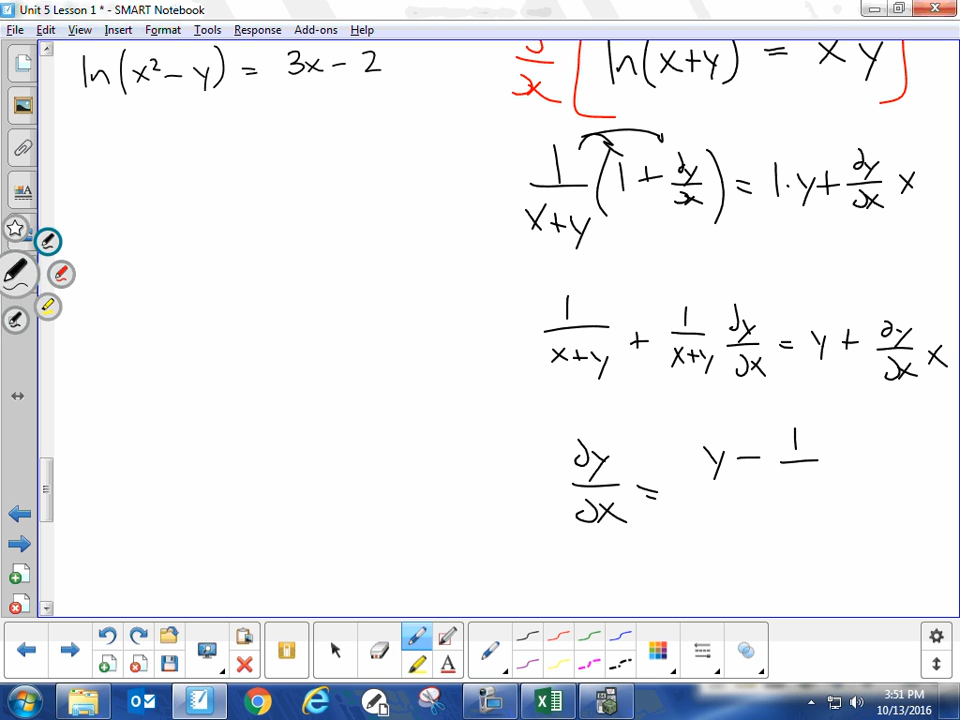 Unit 5 Lesson 1 * - SMART Notebook
File Edit View Insert Format Tools Response Add-ons Help
ln(x² - y) = 3x - 2
ln(x+y) = xy
1/(x+y) (1 + dy/dx) = 1·y + dy/dx x
1/(x+y) + 1/(x+y) dy/dx = y + dy/dx x
dy/dx = y - 1
3:51 PM
10/13/2016